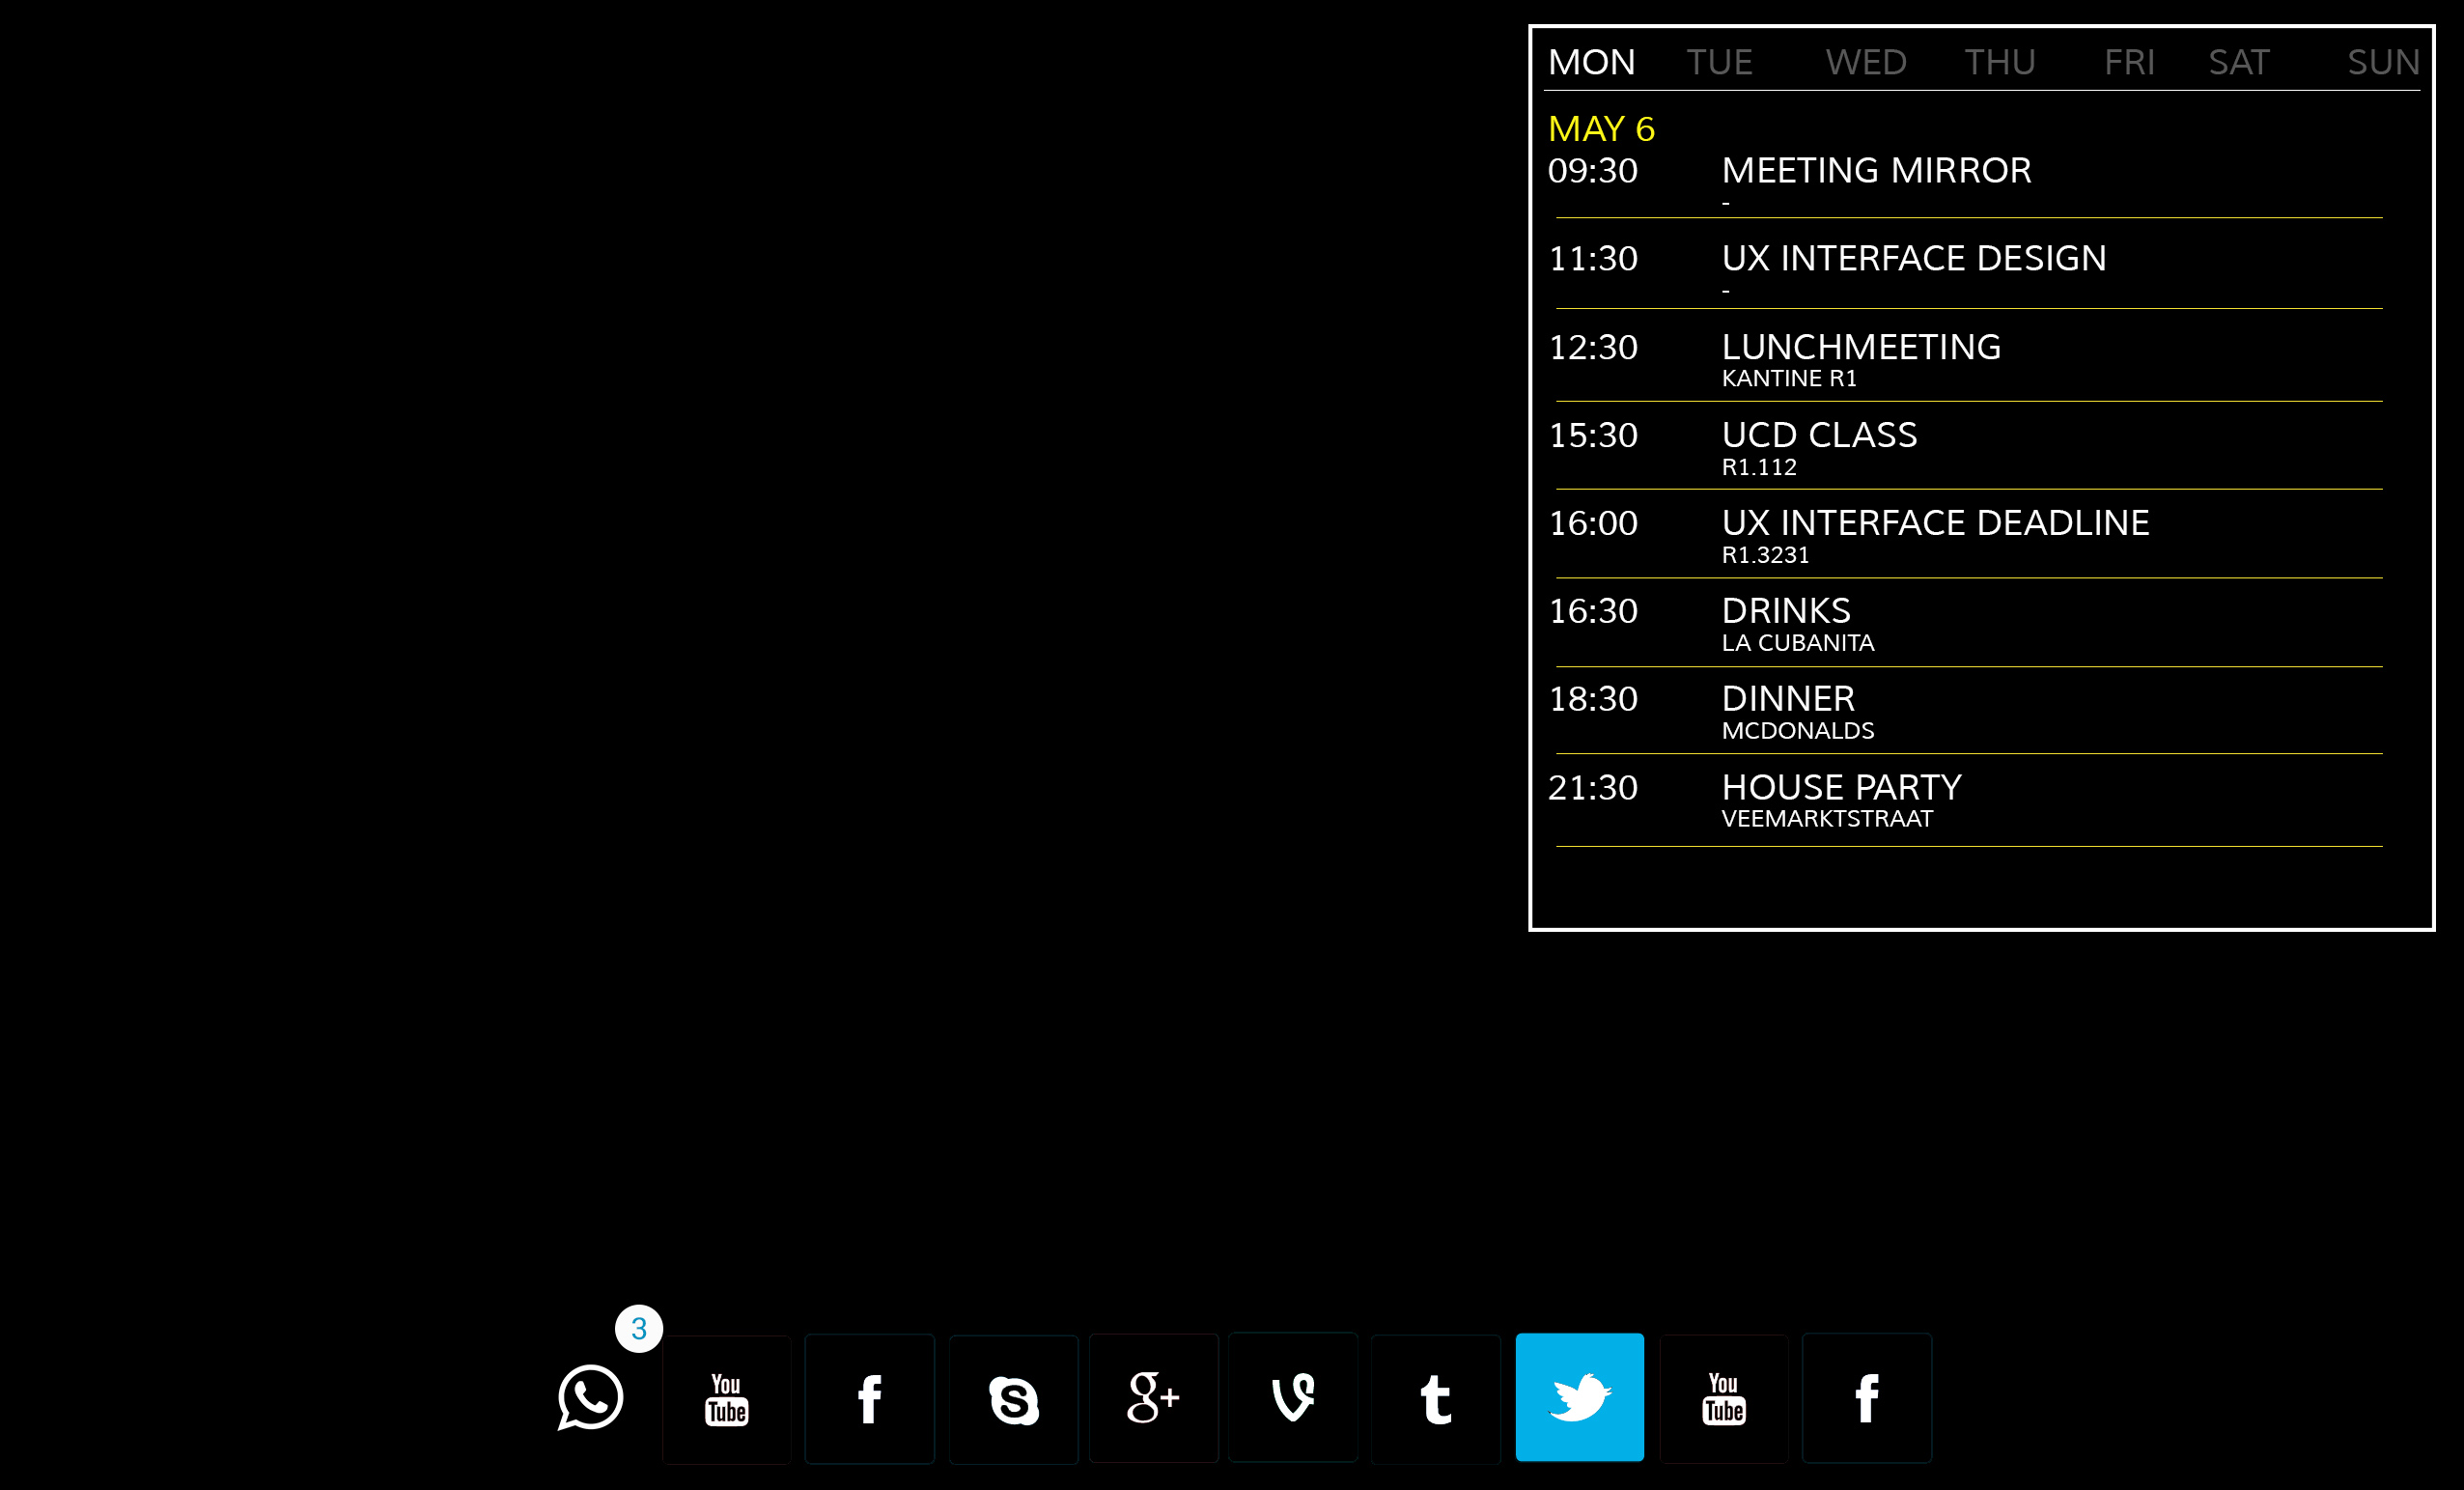 MON TUE WED THU FRI SAT SUN
MAY 6
09:30 MEETING MIRROR
-
11:30 UX INTERFACE DESIGN
-
12:30 LUNCHMEETING
KANTINE R1
15:30 UCD CLASS
R1.112
16:00 UX INTERFACE DEADLINE
R1.3231
16:30 DRINKS
LA CUBANITA
18:30 DINNER
MCDONALDS
21:30 HOUSE PARTY
VEEMARKTSTRAAT
3
You
Tube
f
S
g+
t
You
Tube
f